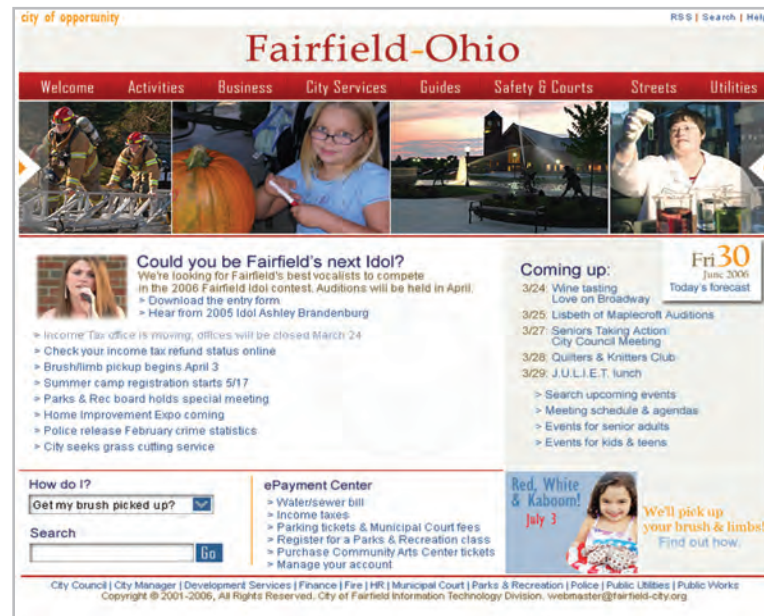 city of opportunity
RSS | Search | Help
Fairfield-Ohio
Welcome Activities Business City Services Guides Safety & Courts Streets Utilities
Could you be Fairfield's next Idol?
We're looking for Fairfield's best vocalists to compete
in the 2006 Fairfield Idol contest. Auditions will be held in April.
> Download the entry form
> Hear from 2005 Idol Ashley Brandenburg
> Income Tax office is moving; offices will be closed March 24
> Check your income tax refund status online
> Brush/limb pickup begins April 3
> Summer camp registration starts 5/17
> Parks & Rec board holds special meeting
> Home Improvement Expo coming
> Police release February crime statistics
> City seeks grass cutting service
Coming up:
3/24: Wine tasting
Love on Broadway
3/25: Lisbeth of Maplecroft Auditions
3/27: Seniors Taking Action
City Council Meeting
3/28: Quilters & Knitters Club
3/29: J.U.L.I.E.T. lunch
> Search upcoming events
> Meeting schedule & agendas
> Events for senior adults
> Events for kids & teens
Fri 30
June 2006
Today's forecast
How do I?
Get my brush picked up?
Search
Go
ePayment Center
> Water/sewer bill
> Income taxes
> Parking tickets & Municipal Court fees
> Register for a Parks & Recreation class
> Purchase Community Arts Center tickets
> Manage your account
Red, White
& Kaboom!
July 3
We'll pick up
your brush & limbs!
Find out how.
City Council | City Manager | Development Services | Finance | Fire | HR | Municipal Court | Parks & Recreation | Police | Public Utilities | Public Works
Copyright © 2001-2006, All Rights Reserved. City of Fairfield Information Technology Division. webmaster@fairfield-city.org